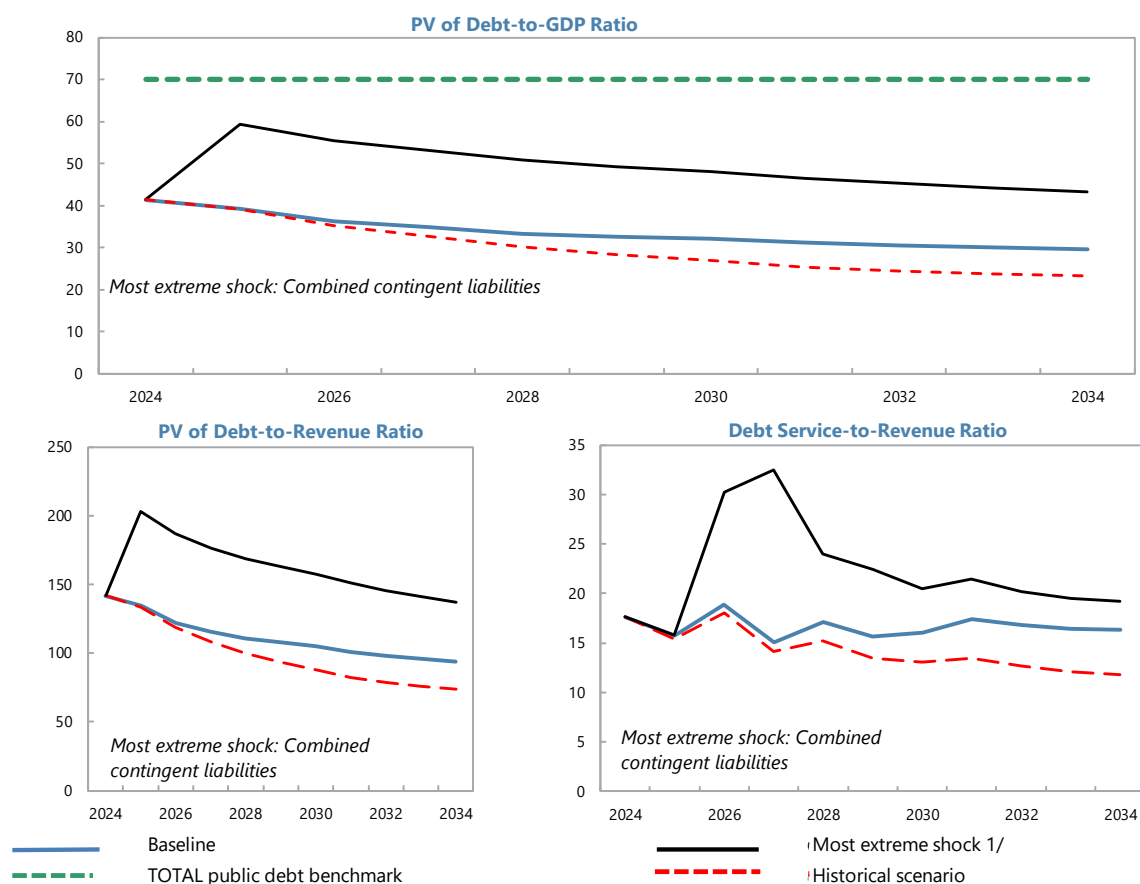 PV of Debt-to-GDP Ratio
80
70
60
50
40
30
20
10
0
Most extreme shock: Combined contingent liabilities
2024 2026 2028 2030 2032 2034
PV of Debt-to-Revenue Ratio
250
200
150
100
50
0
Most extreme shock: Combined
contingent liabilities
2024 2026 2028 2030 2032 2034
Debt Service-to-Revenue Ratio
35
30
25
20
15
10
5
0
Most extreme shock: Combined
contingent liabilities
2024 2026 2028 2030 2032 2034
Baseline
Most extreme shock 1/
TOTAL public debt benchmark
Historical scenario